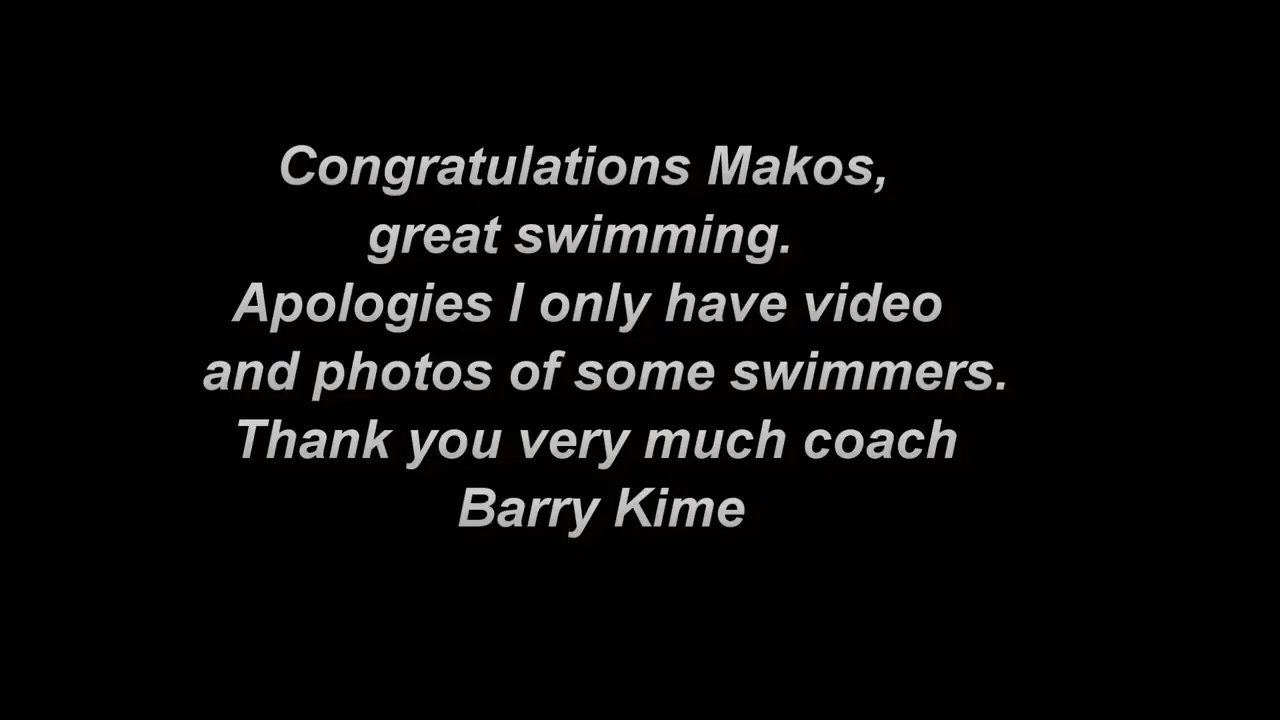 Congratulations Makos,
great swimming.
Apologies I only have video
and photos of some swimmers.
Thank you very much coach
Barry Kime